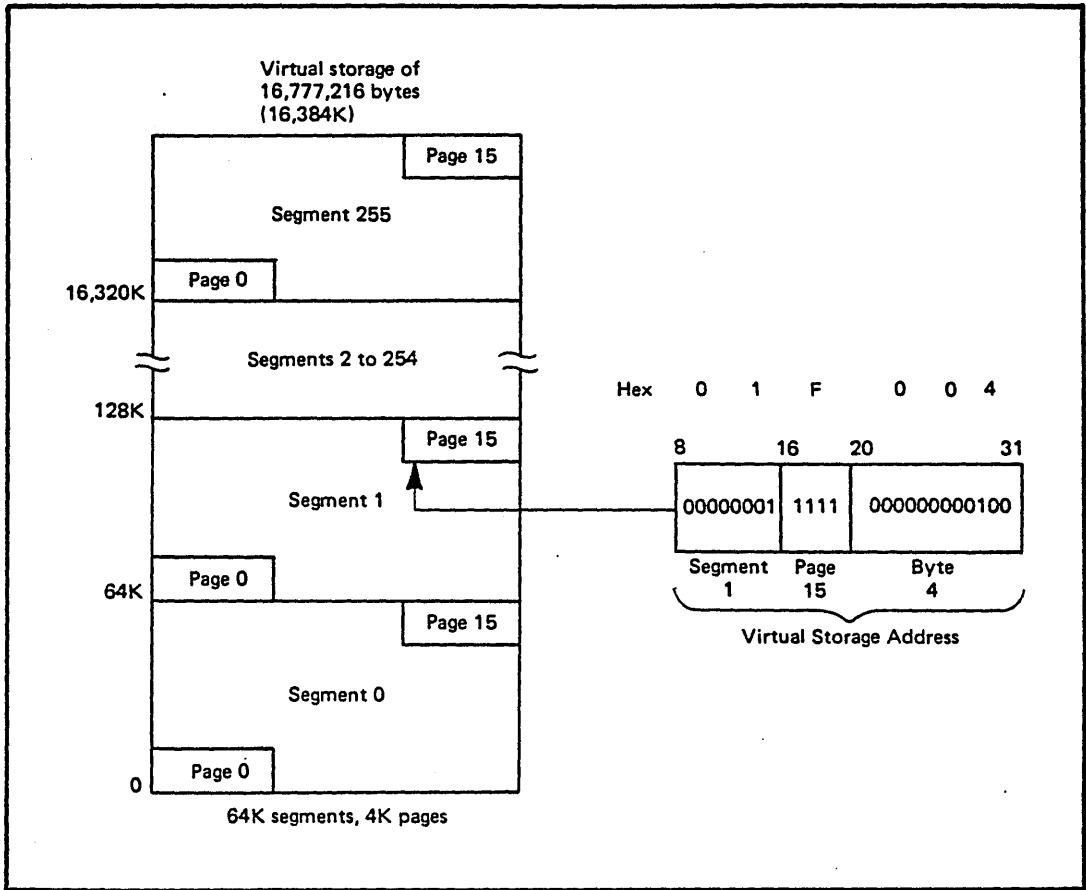 Virtual storage of
16,777,216 bytes
(16,384K)
Page 15
Segment 255
Page 0
16,320K
Segments 2 to 254
128K
Page 15
Segment 1
Page 0
64K
Page 15
Segment 0
Page 0
0
64K segments, 4K pages
Hex 0 1 F 0 0 4
8 16 20 31
00000001 1111 000000000100
Segment Page Byte
1 15 4
Virtual Storage Address